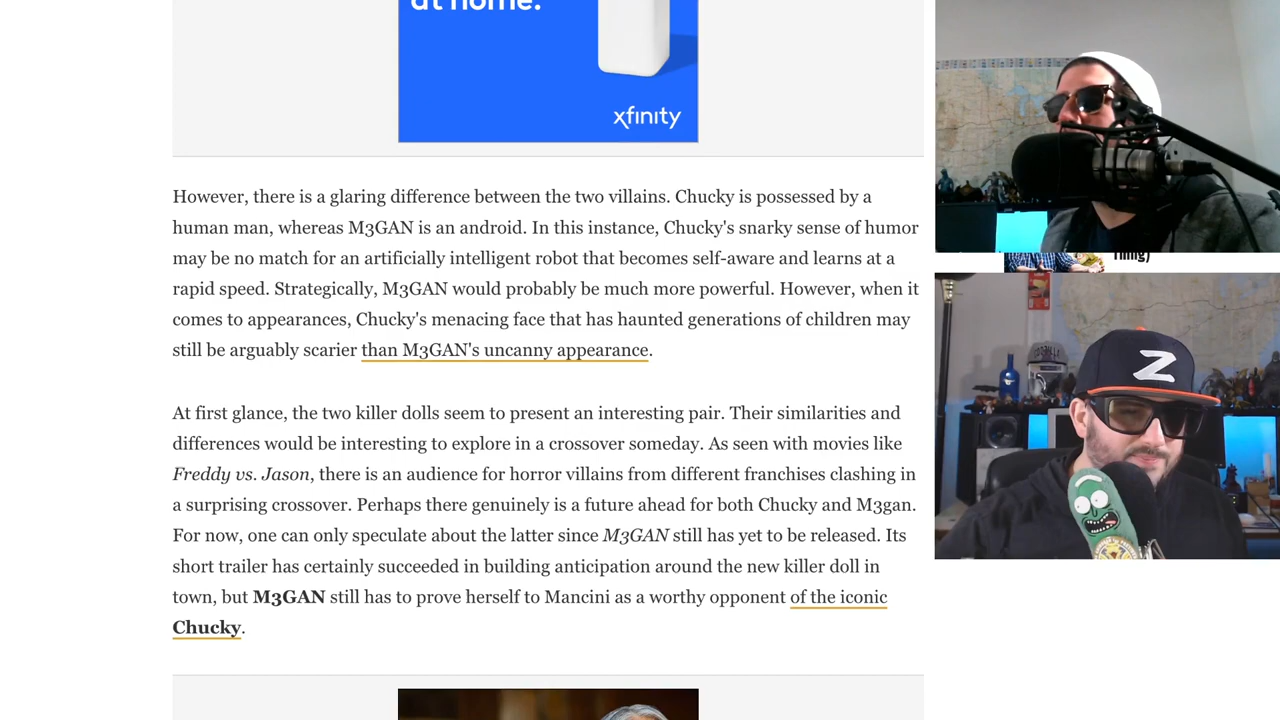 at home.
xfinity
However, there is a glaring difference between the two villains. Chucky is possessed by a
human man, whereas M3GAN is an android. In this instance, Chucky's snarky sense of humor
may be no match for an artificially intelligent robot that becomes self-aware and learns at a
rapid speed. Strategically, M3GAN would probably be much more powerful. However, when it
comes to appearances, Chucky's menacing face that has haunted generations of children may
still be arguably scarier than M3GAN's uncanny appearance.
At first glance, the two killer dolls seem to present an interesting pair. Their similarities and
differences would be interesting to explore in a crossover someday. As seen with movies like
Freddy vs. Jason, there is an audience for horror villains from different franchises clashing in
a surprising crossover. Perhaps there genuinely is a future ahead for both Chucky and M3gan.
For now, one can only speculate about the latter since M3GAN still has yet to be released. Its
short trailer has certainly succeeded in building anticipation around the new killer doll in
town, but M3GAN still has to prove herself to Mancini as a worthy opponent of the iconic
Chucky.
Thing)
Z